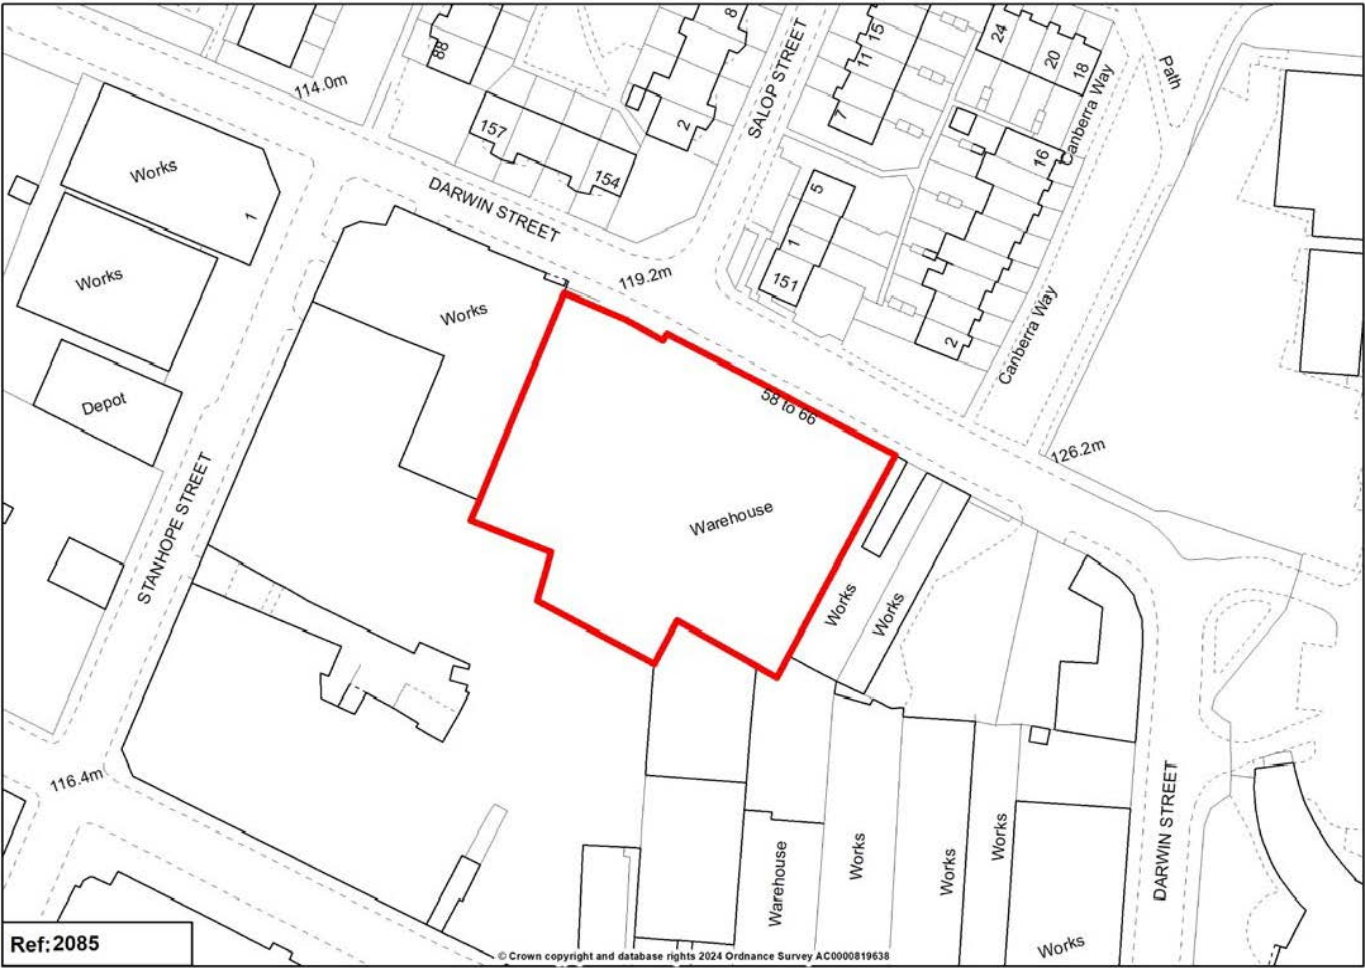 8
88
SALOP STREET
15
11
7
24
20
18
Path
Canberra Way
114.0m
157
154
2
16
Works
1
DARWIN STREET
5
1
151
Works
119.2m
Works
2
Canberra Way
58 to 66
Depot
126.2m
STANHOPE STREET
Warehouse
Works
Works
116.4m
DARWIN STREET
Warehouse
Works
Works
Works
Works
Ref:2085
© Crown copyright and database rights 2024 Ordnance Survey AC0000819638